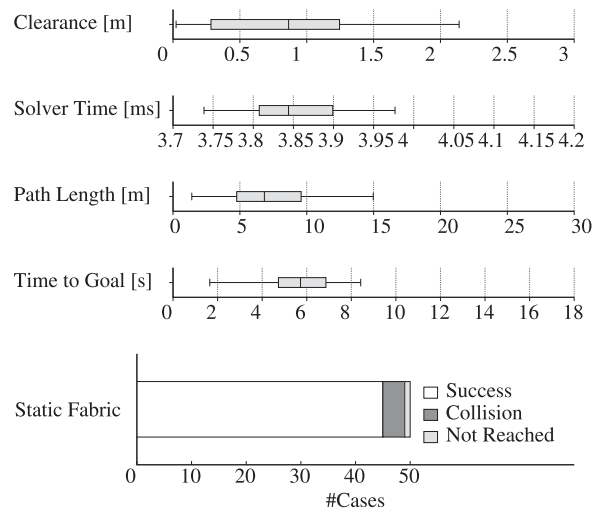 Clearance [m]
0 0.5 1 1.5 2 2.5 3
Solver Time [ms]
3.7 3.75 3.8 3.85 3.9 3.95 4 4.05 4.1 4.15 4.2
Path Length [m]
0 5 10 15 20 25 30
Time to Goal [s]
0 2 4 6 8 10 12 14 16 18
Static Fabric
Success
Collision
Not Reached
0 10 20 30 40 50
#Cases